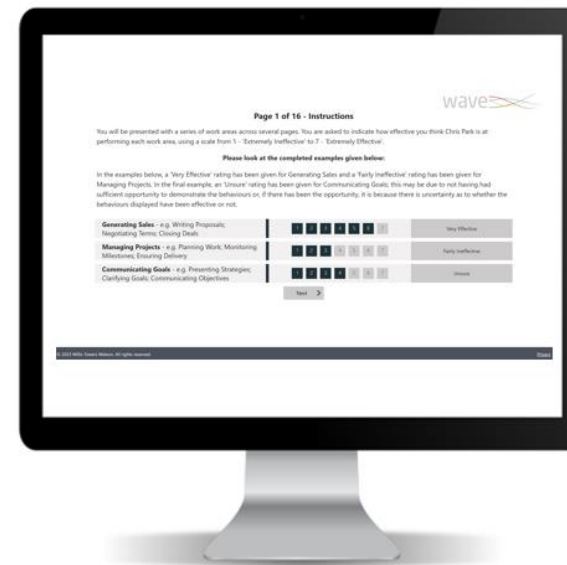 wave
Page 1 of 16 - Instructions
You will be presented with a series of work areas across several pages. You are asked to indicate how effective you think Chris Park is at
performing each work area, using a scale from 1 - 'Extremely Ineffective' to 7 - 'Extremely Effective'.
Please look at the completed examples given below:
In the examples below, a 'Very Effective' rating has been given for Generating Sales and a 'Fairly Ineffective' rating has been given for
Managing Projects. In the final example, an 'Unsure' rating has been given for Communicating Goals; this may be due to not having had
sufficient opportunity to demonstrate the behaviours or, if there has been the opportunity, it is because there is uncertainty as to whether the
behaviours displayed have been effective or not.
Generating Sales - e.g. Writing Proposals;
Negotiating Terms; Closing Deals
1 2 3 4 5 6 7
Very Effective
Managing Projects - e.g. Planning Work; Monitoring
Milestones; Ensuring Delivery
1 2 3 4 5 6 7
Fairly Ineffective
Communicating Goals - e.g. Presenting Strategies;
Clarifying Goals; Communicating Objectives
1 2 3 4 5 6 7
Unsure
Next
© 2023 Willis Towers Watson. All rights reserved.
Privacy